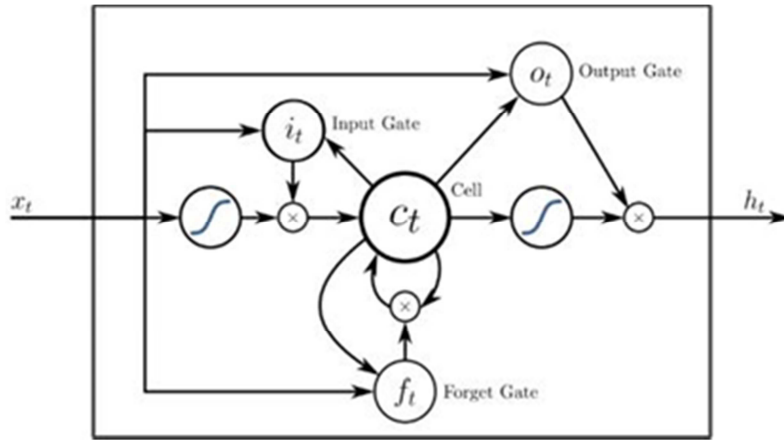 o_t Output Gate
i_t Input Gate
x_t
×
c_t
Cell
×
h_t
×
f_t Forget Gate